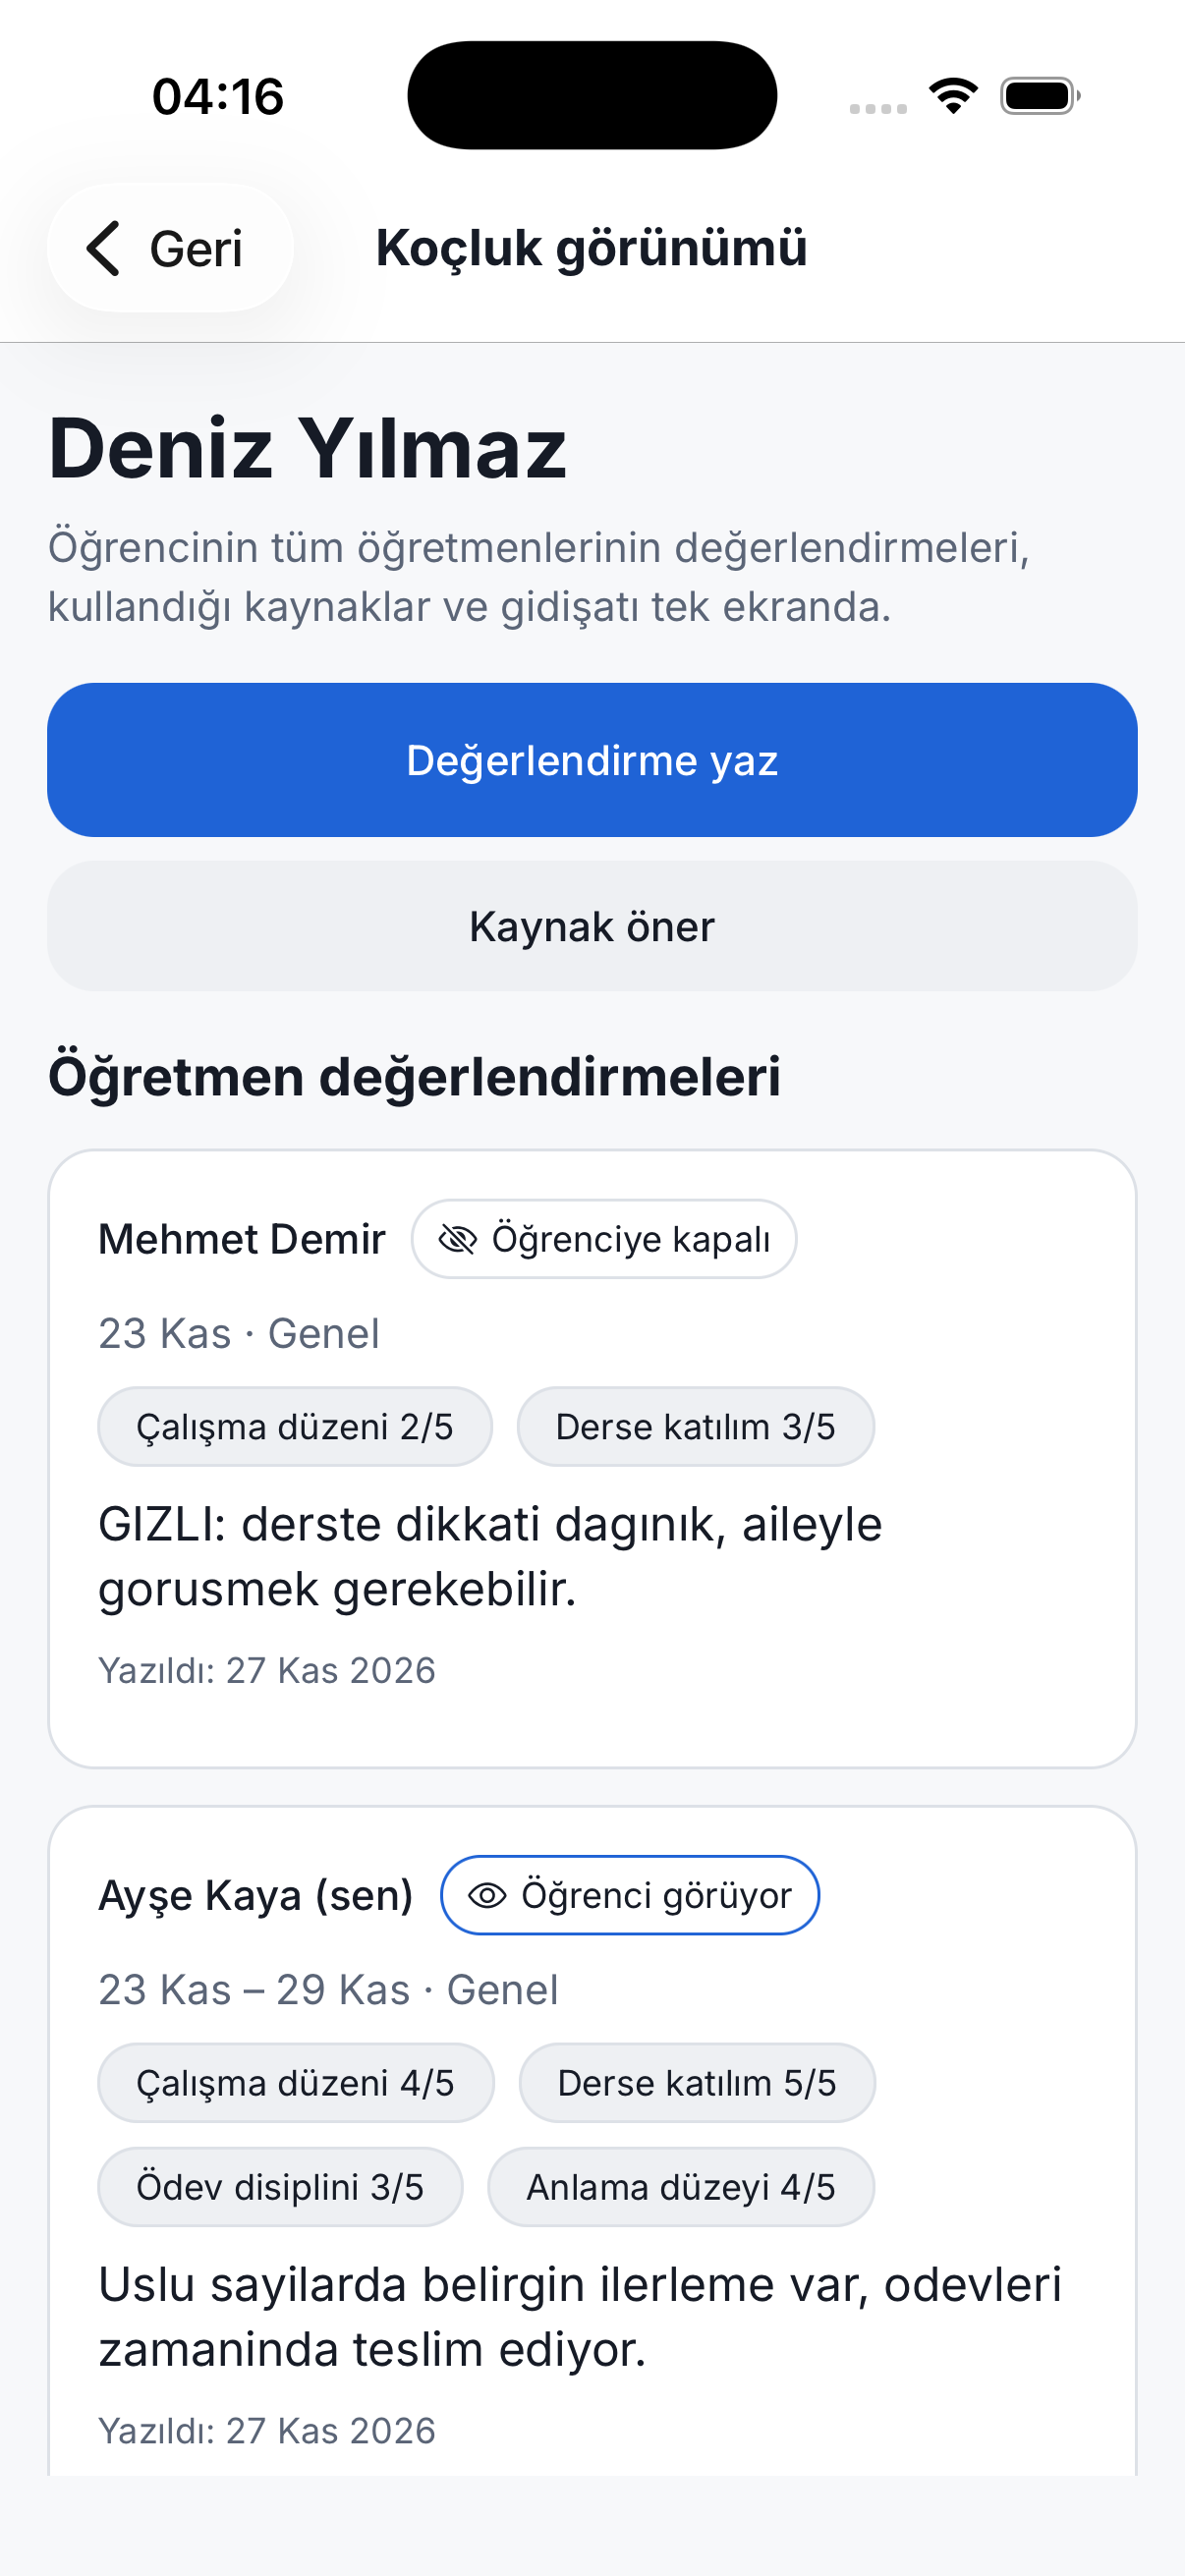 04:16
Geri
Koçluk görünümü
Deniz Yılmaz
Öğrencinin tüm öğretmenlerinin değerlendirmeleri,
kullandığı kaynaklar ve gidişatı tek ekranda.
Değerlendirme yaz
Kaynak öner
Öğretmen değerlendirmeleri
Mehmet Demir Öğrenciye kapalı
23 Kas · Genel
Çalışma düzeni 2/5 Derse katılım 3/5
GIZLI: derste dikkati dagınık, aileyle
gorusmek gerekebilir.
Yazıldı: 27 Kas 2026
Ayşe Kaya (sen) Öğrenci görüyor
23 Kas – 29 Kas · Genel
Çalışma düzeni 4/5 Derse katılım 5/5
Ödev disiplini 3/5 Anlama düzeyi 4/5
Uslu sayilarda belirgin ilerleme var, odevleri
zamaninda teslim ediyor.
Yazıldı: 27 Kas 2026